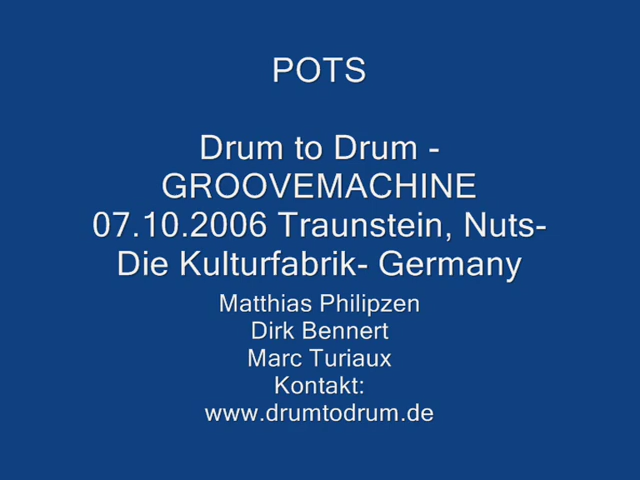 POTS
Drum to Drum -
GROOVEMACHINE
07.10.2006 Traunstein, Nuts-
Die Kulturfabrik- Germany
Matthias Philipzen
Dirk Bennert
Marc Turiaux
Kontakt:
www.drumtodrum.de